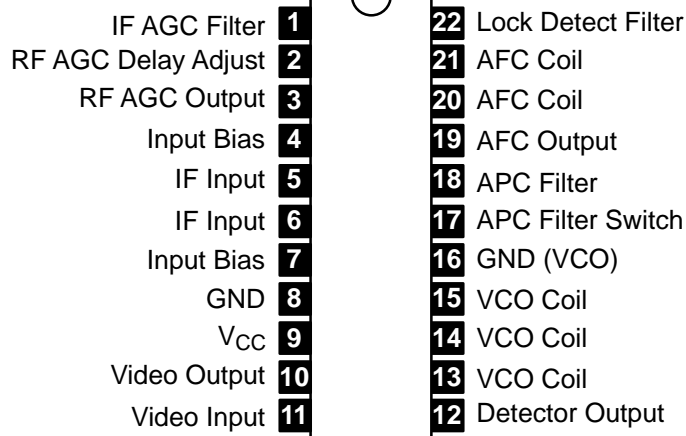 IF AGC Filter 1 22 Lock Detect Filter
RF AGC Delay Adjust 2 21 AFC Coil
RF AGC Output 3 20 AFC Coil
Input Bias 4 19 AFC Output
IF Input 5 18 APC Filter
IF Input 6 17 APC Filter Switch
Input Bias 7 16 GND (VCO)
GND 8 15 VCO Coil
VCC 9 14 VCO Coil
Video Output 10 13 VCO Coil
Video Input 11 12 Detector Output